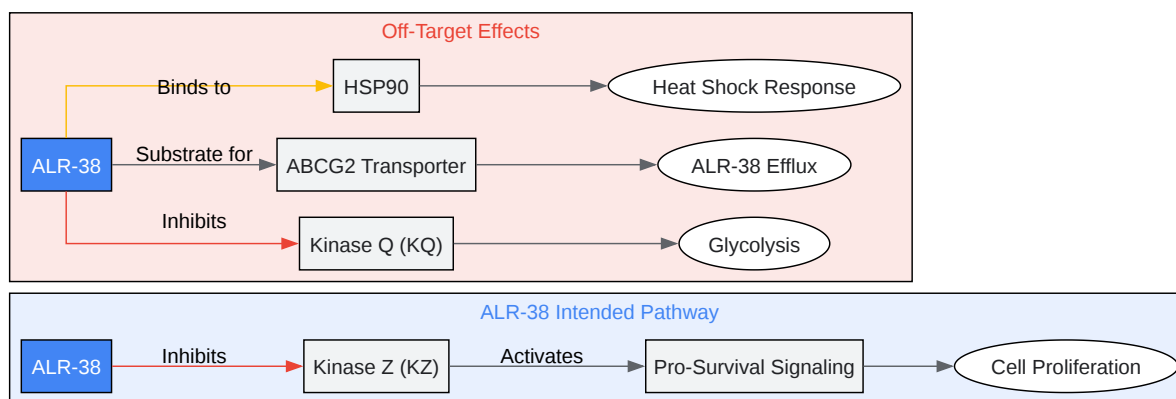 Off-Target Effects
Binds to
HSP90
Heat Shock Response
ALR-38
Substrate for
ABCG2 Transporter
ALR-38 Efflux
Inhibits
Kinase Q (KQ)
Glycolysis
ALR-38 Intended Pathway
ALR-38
Inhibits
Kinase Z (KZ)
Activates
Pro-Survival Signaling
Cell Proliferation